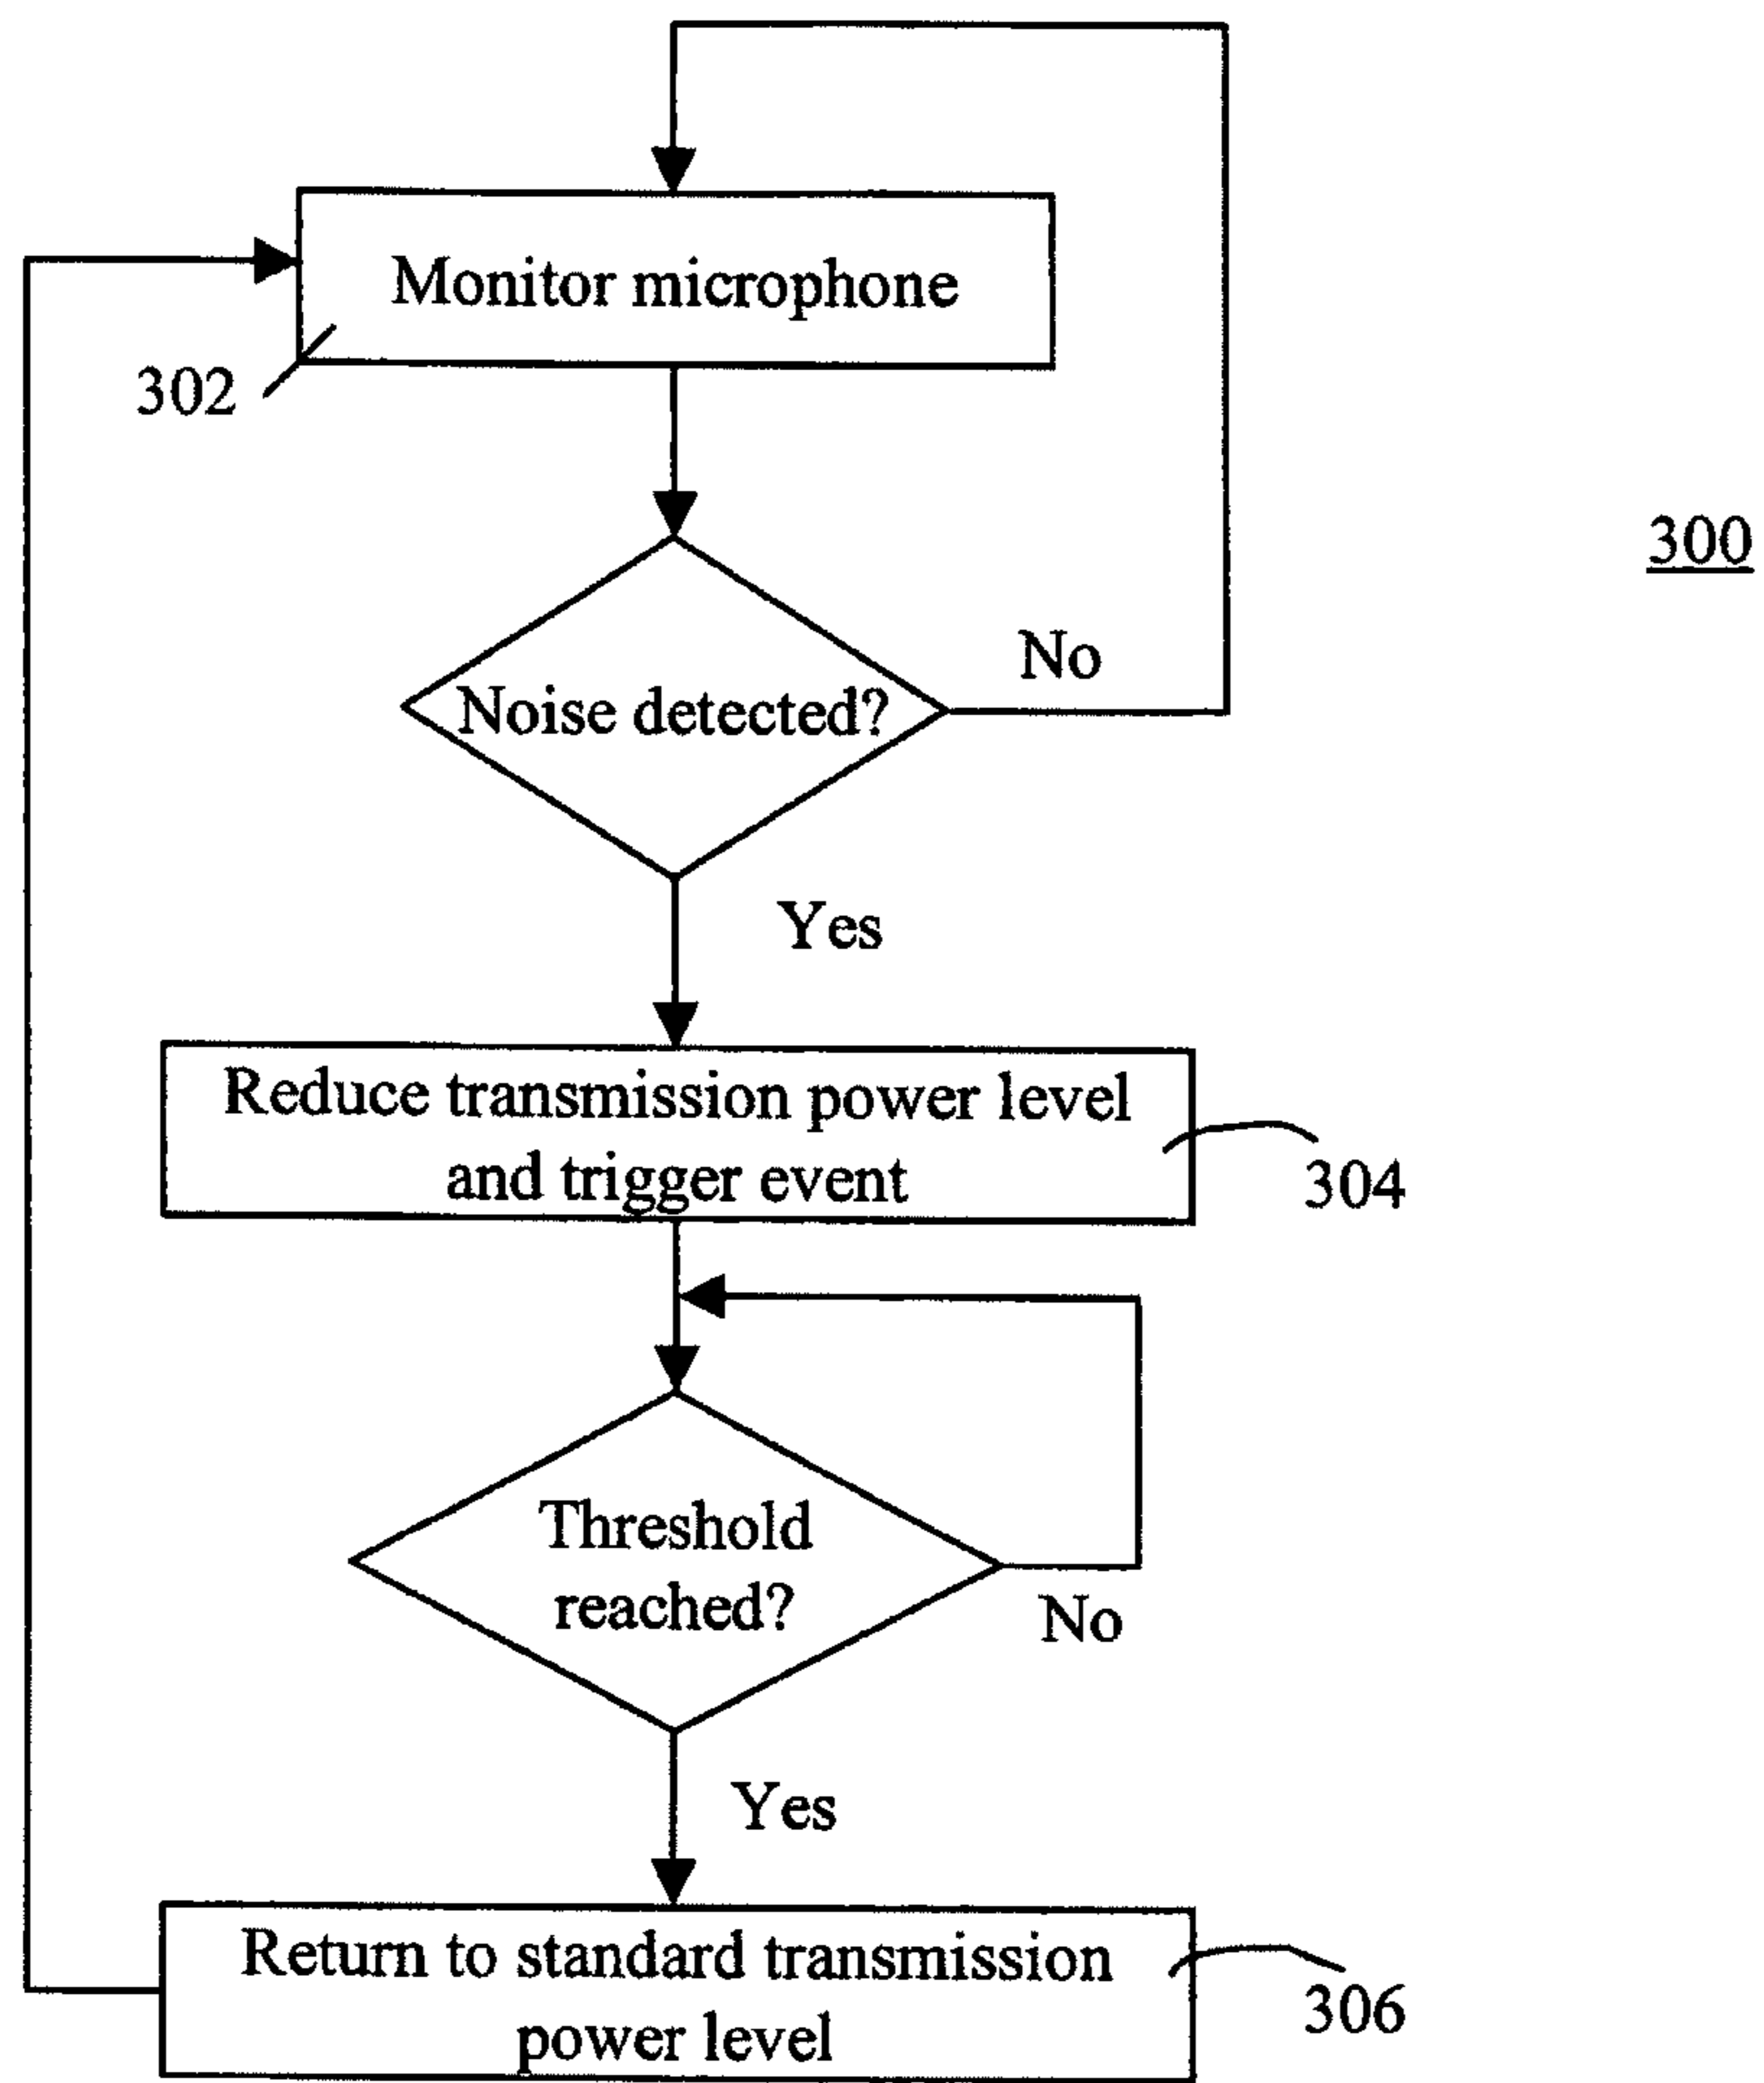 Monitor microphone
302
300
Noise detected?
No
Yes
Reduce transmission power level
and trigger event
304
Threshold
reached?
No
Yes
Return to standard transmission
power level
306